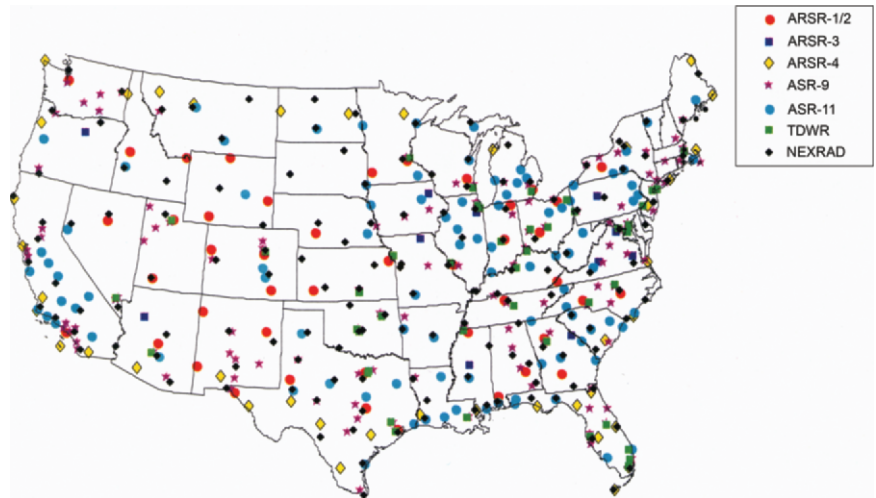 ARSR-1/2
ARSR-3
ARSR-4
ASR-9
ASR-11
TDWR
NEXRAD